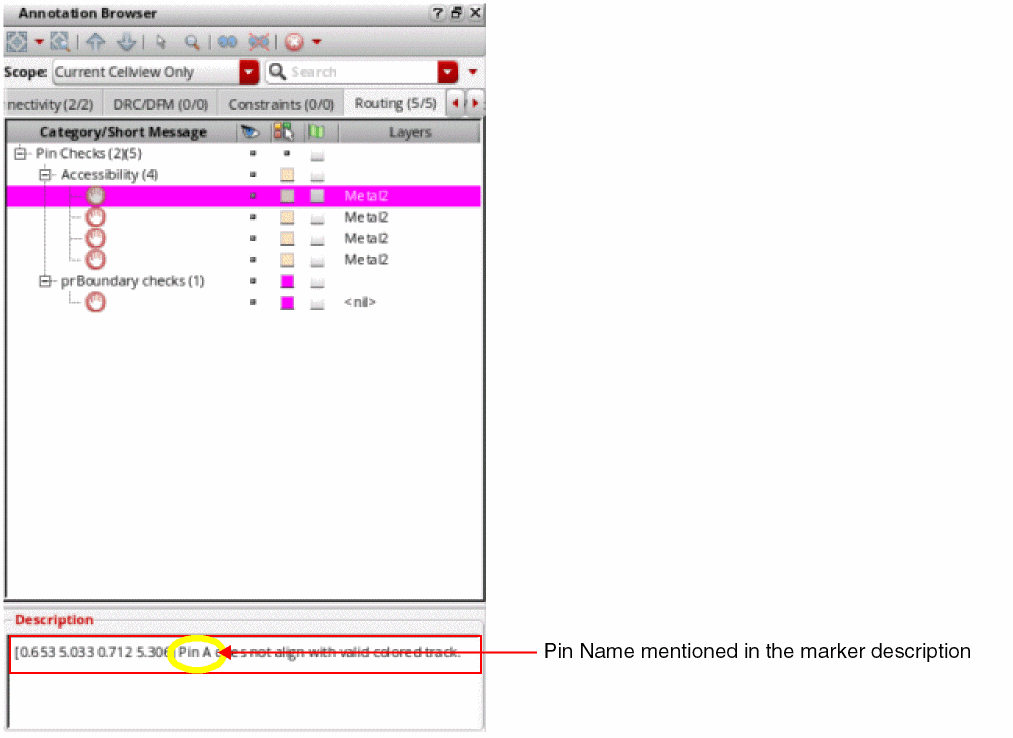 Annotation Browser
Scope: Current Cellview Only Search
nectivity (2/2) DRC/DFM (0/0) Constraints (0/0) Routing (5/5)
Category/Short Message Layers
Pin Checks (2)(5)
Accessibility (4)
Metal2
Metal2
Metal2
Metal2
prBoundary checks (1)
<nil>
Description
[0.653 5.033 0.712 5.306 Pin A does not align with valid colored track.
Pin Name mentioned in the marker description